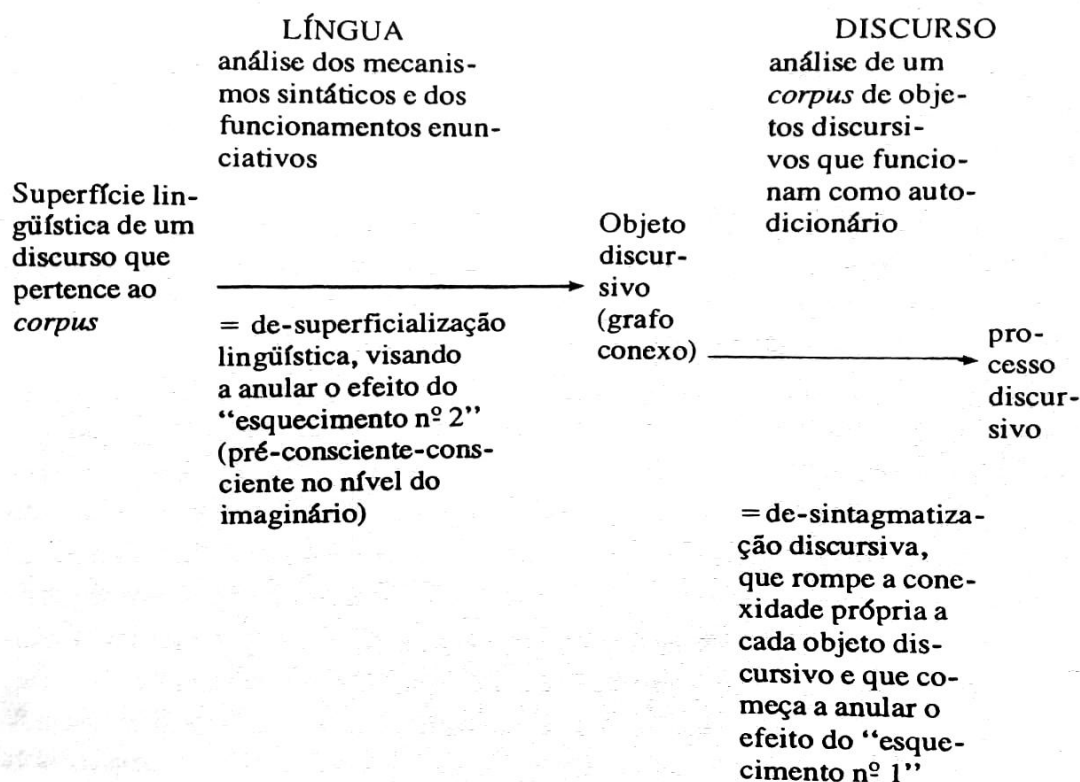 LÍNGUA
análise dos mecanis-
mos sintáticos e dos
funcionamentos enun-
ciativos
DISCURSO
análise de um
corpus de obje-
tos discursi-
vos que funcio-
nam como auto-
dicionário
Superfície lin-
güística de um
discurso que
pertence ao
corpus
= de-superficialização
lingüística, visando
a anular o efeito do
“esquecimento nº 2”
(pré-consciente-cons-
ciente no nível do
imaginário)
Objeto
discur-
sivo
(grafo
conexo)
pro-
cesso
discur-
sivo
= de-sintagmatiza-
ção discursiva,
que rompe a cone-
xidade própria a
cada objeto dis-
cursivo e que co-
meça a anular o
efeito do “esque-
cimento nº 1”